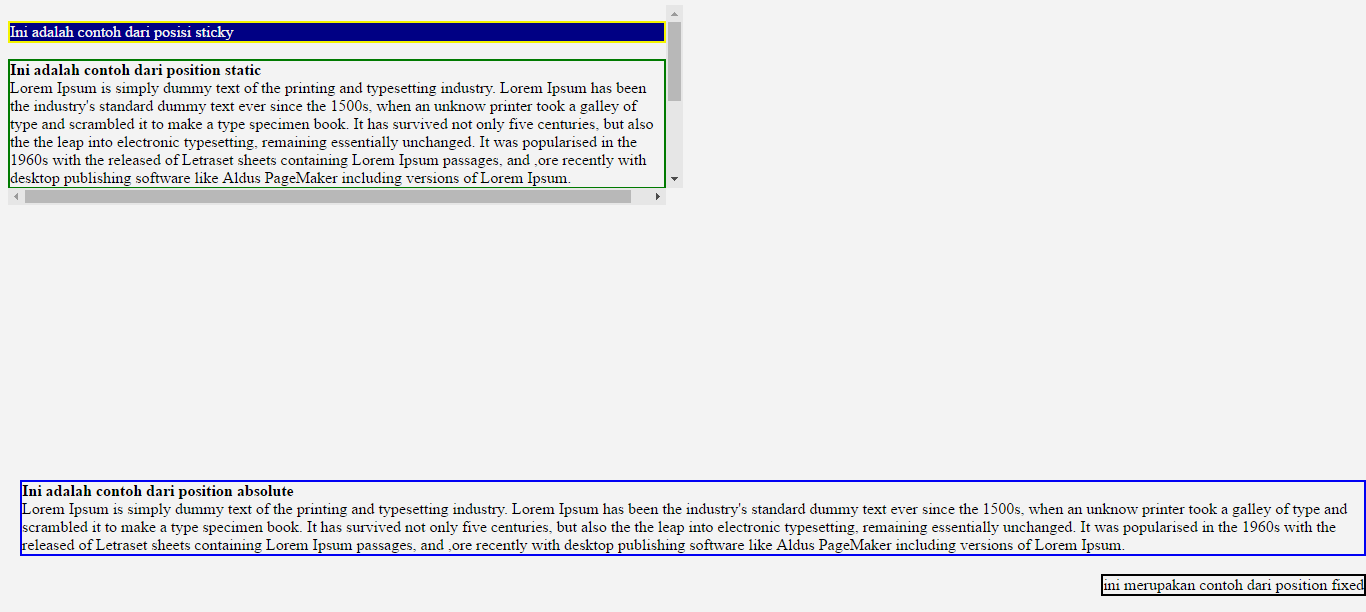 Ini adalah contoh dari posisi sticky
Ini adalah contoh dari position static
Lorem Ipsum is simply dummy text of the printing and typesetting industry. Lorem Ipsum has been
the industry's standard dummy text ever since the 1500s, when an unknow printer took a galley of
type and scrambled it to make a type specimen book. It has survived not only five centuries, but also
the the leap into electronic typesetting, remaining essentially unchanged. It was popularised in the
1960s with the released of Letraset sheets containing Lorem Ipsum passages, and ,ore recently with
desktop publishing software like Aldus PageMaker including versions of Lorem Ipsum.
Ini adalah contoh dari position absolute
Lorem Ipsum is simply dummy text of the printing and typesetting industry. Lorem Ipsum has been the industry's standard dummy text ever since the 1500s, when an unknow printer took a galley of type and
scrambled it to make a type specimen book. It has survived not only five centuries, but also the the leap into electronic typesetting, remaining essentially unchanged. It was popularised in the 1960s with the
released of Letraset sheets containing Lorem Ipsum passages, and ,ore recently with desktop publishing software like Aldus PageMaker including versions of Lorem Ipsum.
ini merupakan contoh dari position fixed